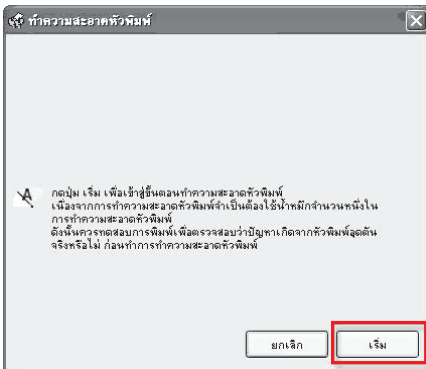 ทำความสะอาดหัวพิมพ์
กดปุ่ม เริ่ม เพื่อเข้าสู่ขั้นตอนทำความสะอาดหัวพิมพ์
เนื่องจากการทำความสะอาดหัวพิมพ์จำเป็นต้องใช้น้ำหมึกจำนวนหนึ่งใน
การทำความสะอาดหัวพิมพ์
ดังนั้นควรทดสอบการพิมพ์เพื่อตรวจสอบว่าปัญหาเกิดจากหัวพิมพ์อุดตัน
จริงหรือไม่ ก่อนทำการทำความสะอาดหัวพิมพ์
ยกเลิก
เริ่ม